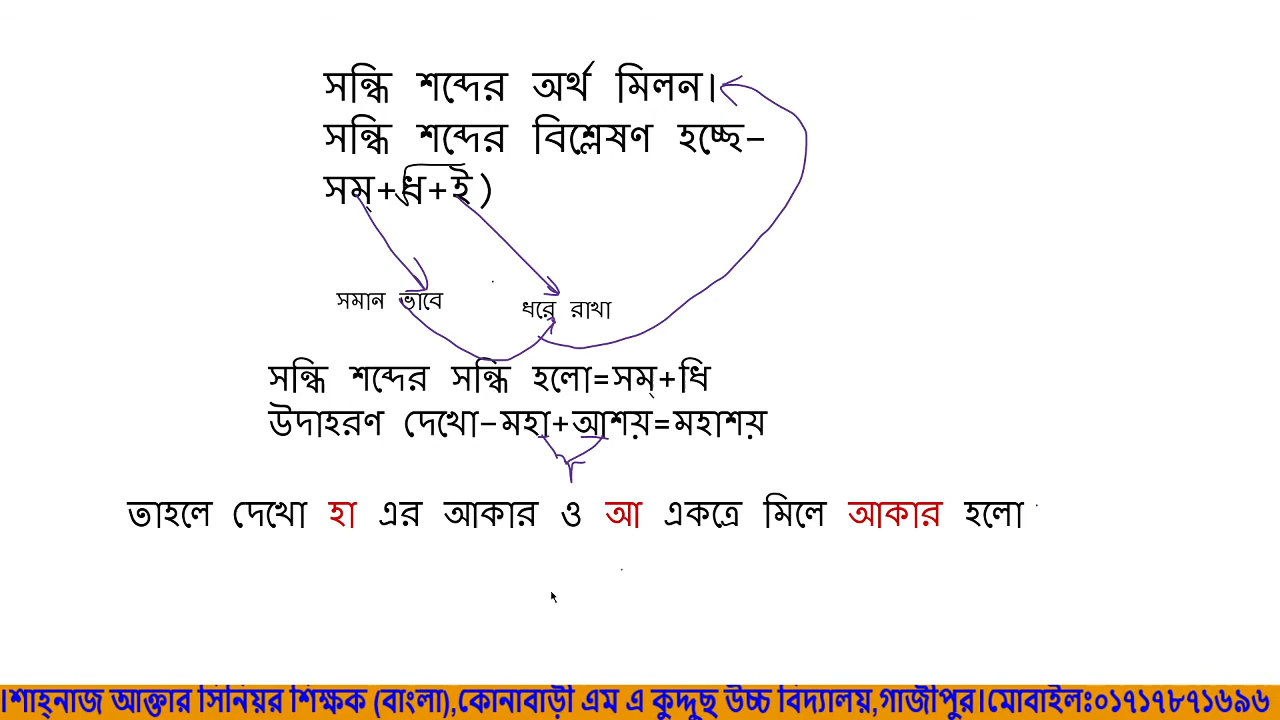 সন্ধি শব্দের অর্থ মিলন।
সন্ধি শব্দের বিশ্লেষণ হচ্ছে-
সম্+√ধ+ই)
সমান ভাবে ধরে রাখা
সন্ধি শব্দের সন্ধি হলো=সম্+ধি
উদাহরণ দেখো-মহা+আশয়=মহাশয়
তাহলে দেখো হা এর আকার ও আ একত্রে মিলে আকার হলো
।শাহ্নাজ আক্তার সিনিয়র শিক্ষক (বাংলা),কোনাবাড়ী এম এ কুদ্দুছ উচ্চ বিদ্যালয়,গাজীপুর।মোবাইলঃ০১৭১৭৮৭১৬৯৬